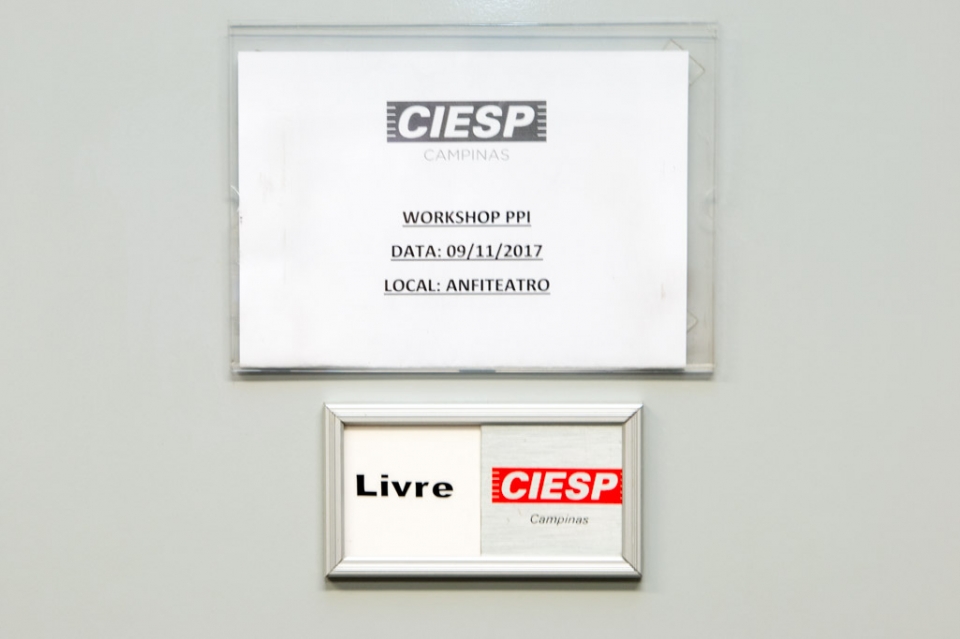 CIESP
CAMPINAS
WORKSHOP PPI
DATA: 09/11/2017
LOCAL: ANFITEATRO
Livre
CIESP
Campinas